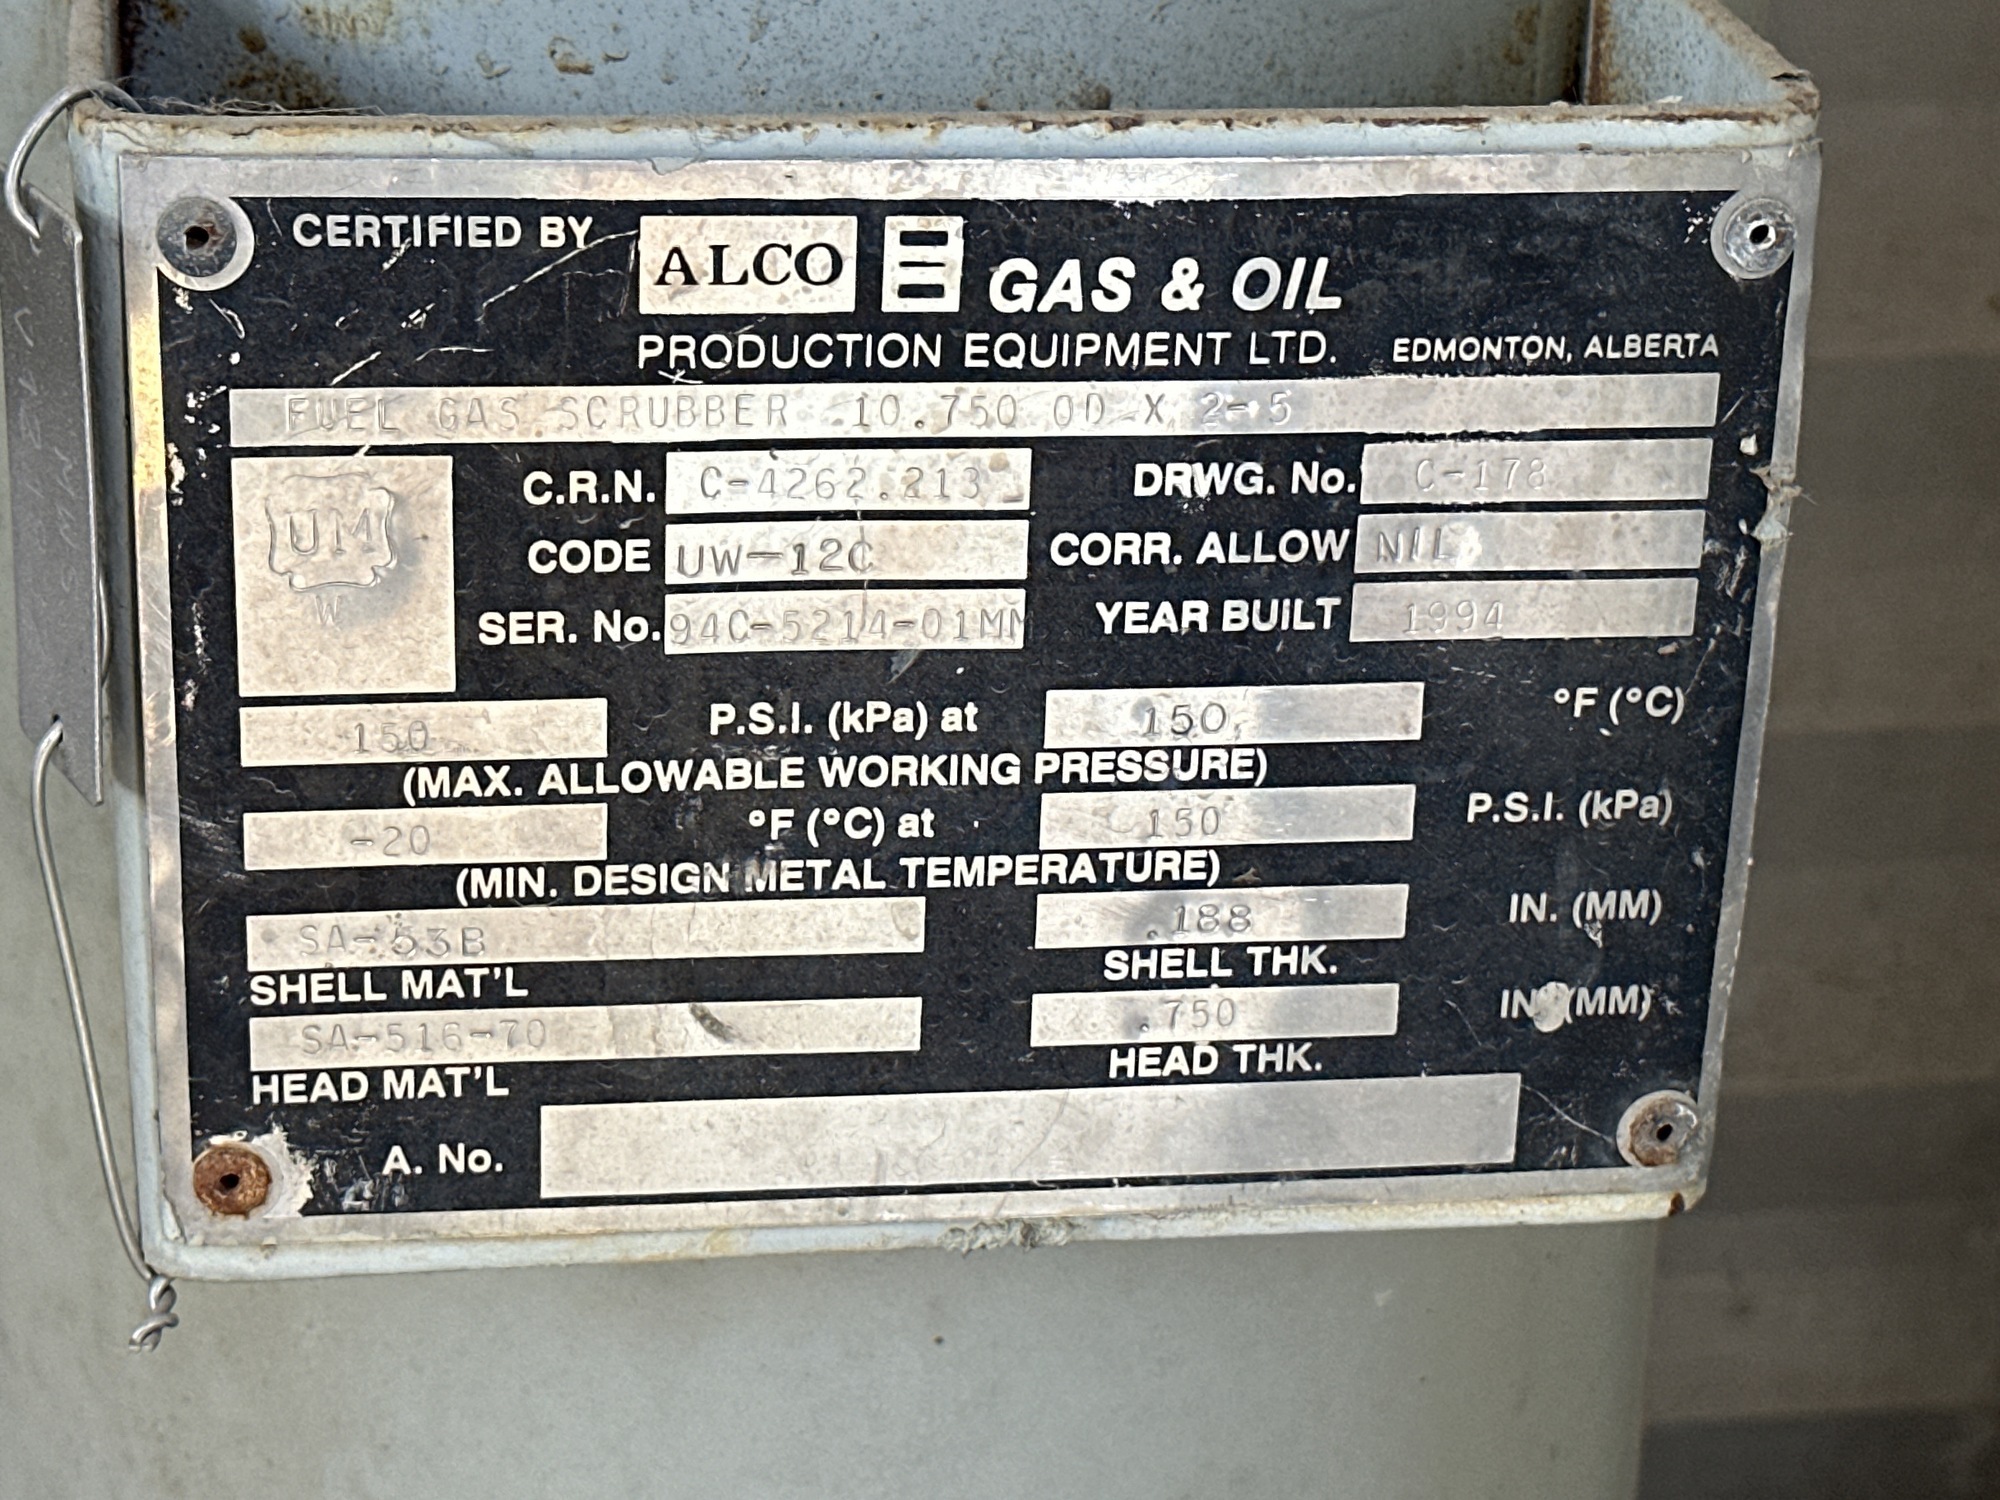 CERTIFIED BY ALCO GAS & OIL
PRODUCTION EQUIPMENT LTD. EDMONTON, ALBERTA
FUEL GAS SCRUBBER 10.750 OD X 2-5
UM
W
C.R.N. C-4262.213 DRWG. No. C-178
CODE UW-12C CORR. ALLOW NIL
SER. No. 94C-5214-01MM YEAR BUILT 1994
150 P.S.I. (kPa) at 150 °F (°C)
(MAX. ALLOWABLE WORKING PRESSURE)
-20 °F (°C) at 150 P.S.I. (kPa)
(MIN. DESIGN METAL TEMPERATURE)
SA-53B .188 IN. (MM)
SHELL MAT'L SHELL THK.
SA-516-70 .750 IN. (MM)
HEAD MAT'L HEAD THK.
A. No.